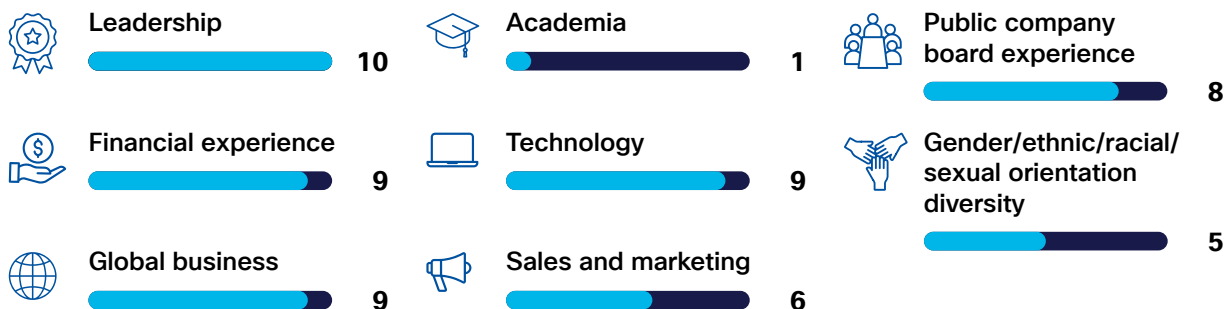 Leadership
10
Financial experience
$
9
Global business
9
Academia
1
Technology
9
Sales and marketing
6
Public company
board experience
8
Gender/ethnic/racial/
sexual orientation
diversity
5